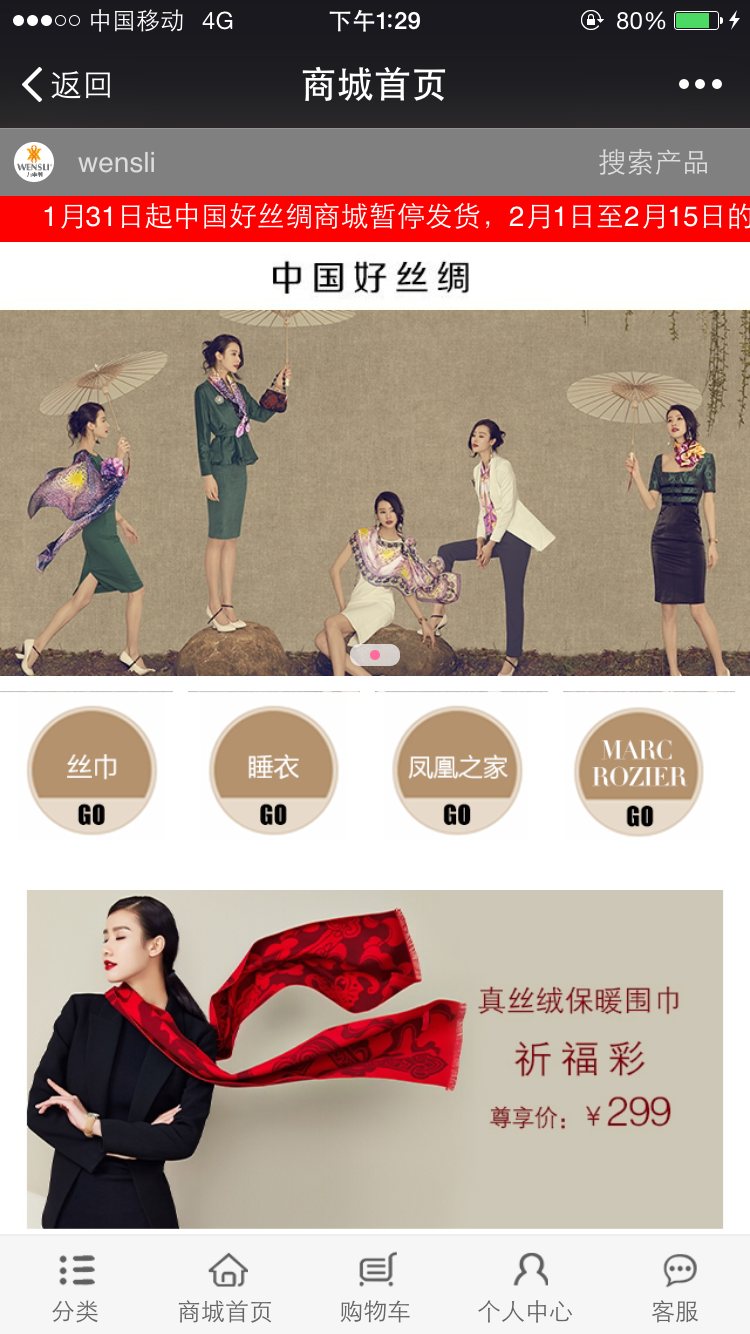 中国移动 4G 下午1:29 80%
返回 商城首页
WENSLI
wensli 搜索产品
1月31日起中国好丝绸商城暂停发货，2月1日至2月15日的
中国好丝绸
丝巾 睡衣 凤凰之家 MARC ROZIER
GO GO GO GO
真丝绒保暖围巾
祈福彩
尊享价：￥299
分类 商城首页 购物车 个人中心 客服